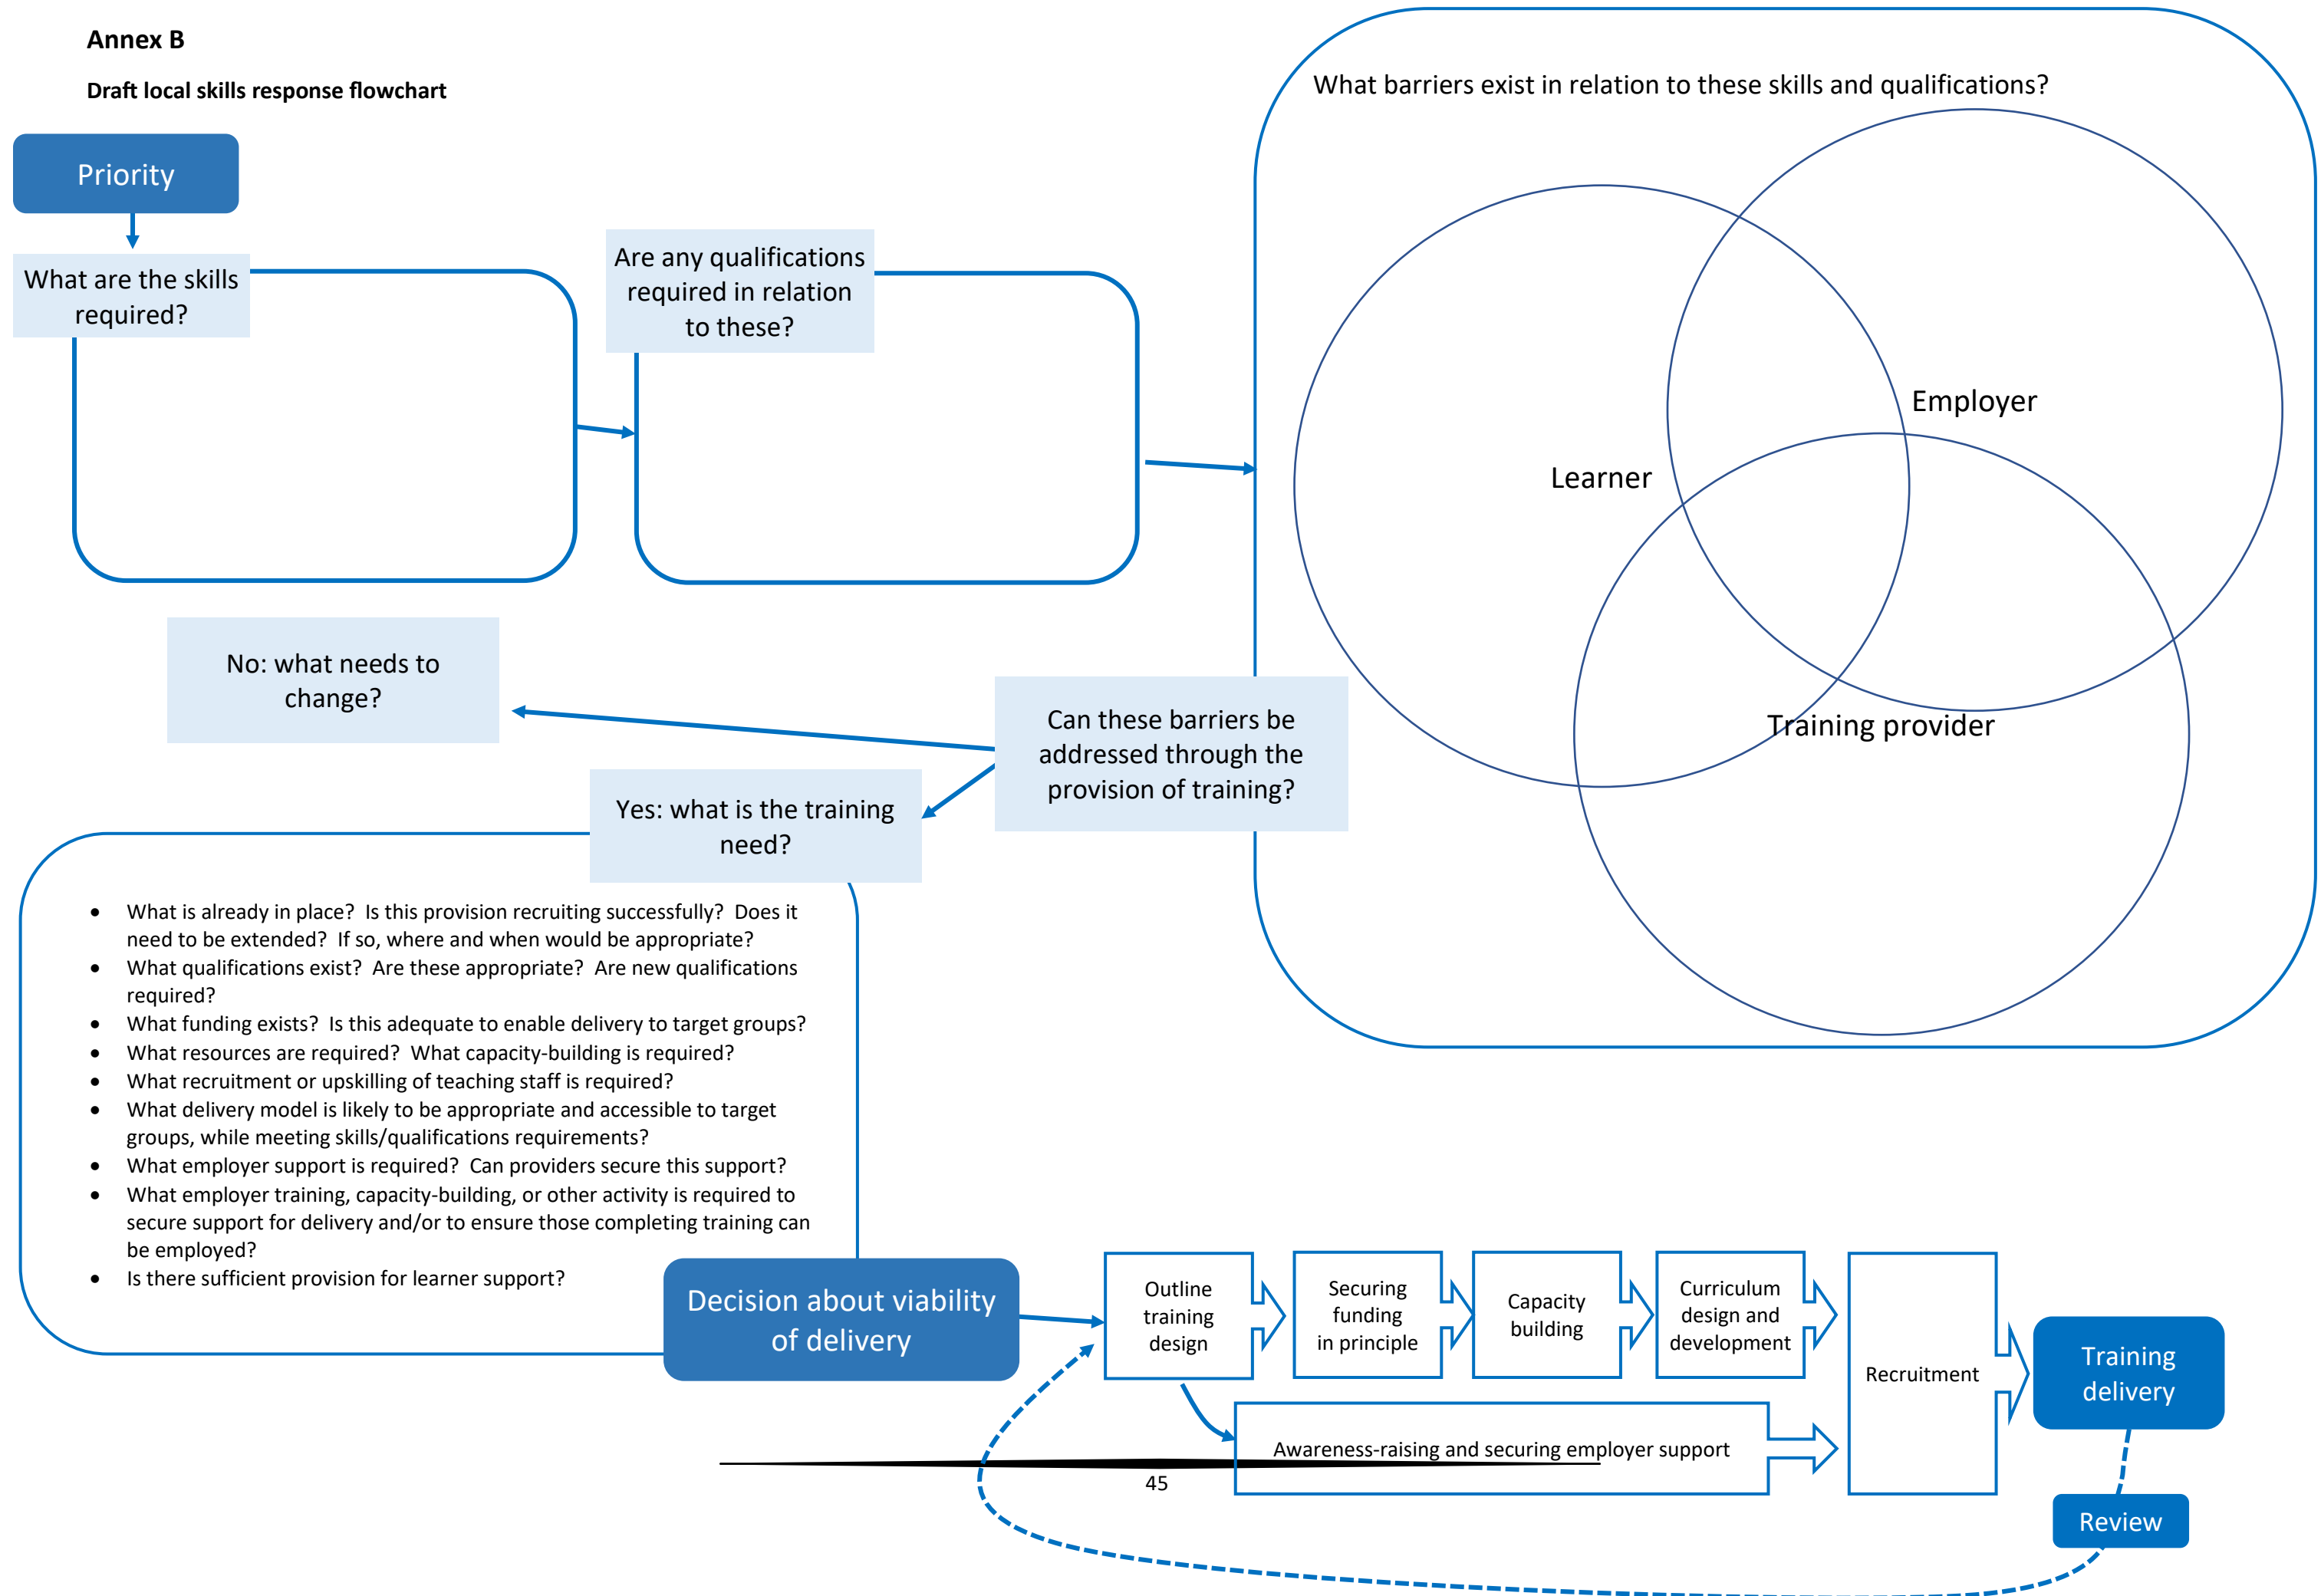 Annex B
Draft local skills response flowchart
Priority
What are the skills
required?
Are any qualifications
required in relation
to these?
What barriers exist in relation to these skills and qualifications?
Employer
Learner
Training provider
Can these barriers be
addressed through the
provision of training?
No: what needs to
change?
Yes: what is the training
need?
• What is already in place?  Is this provision recruiting successfully?  Does it
need to be extended?  If so, where and when would be appropriate?
• What qualifications exist?  Are these appropriate?  Are new qualifications
required?
• What funding exists?  Is this adequate to enable delivery to target groups?
• What resources are required?  What capacity-building is required?
• What recruitment or upskilling of teaching staff is required?
• What delivery model is likely to be appropriate and accessible to target
groups, while meeting skills/qualifications requirements?
• What employer support is required?  Can providers secure this support?
• What employer training, capacity-building, or other activity is required to
secure support for delivery and/or to ensure those completing training can
be employed?
• Is there sufficient provision for learner support?
Decision about viability
of delivery
Outline
training
design
Securing
funding
in principle
Capacity
building
Curriculum
design and
development
Awareness-raising and securing employer support
Recruitment
Training
delivery
Review
45